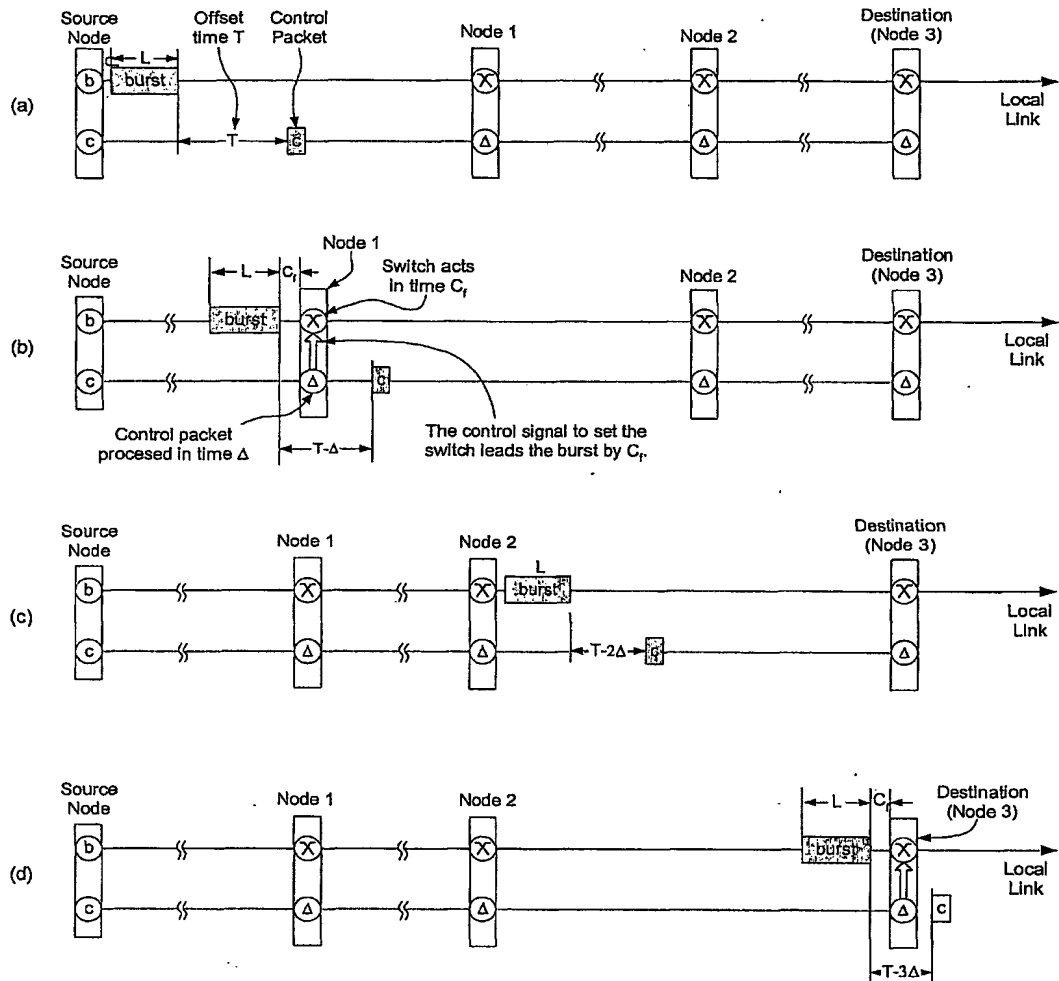 Source
Node
Offset
time T
Control
Packet
Node 1
Node 2
Destination
(Node 3)
L
b
burst
X
X
X
Local
Link
(a)
c
T
c
Δ
Δ
Δ
Node 1
Source
Node
L
Cf
Switch acts
in time Cf
Node 2
Destination
(Node 3)
b
burst
X
X
X
Local
Link
(b)
c
Δ
c
Δ
Δ
Control packet
procesed in time Δ
T-Δ
The control signal to set the
switch leads the burst by Cf.
Source
Node
Node 1
Node 2
Destination
(Node 3)
L
b
X
X
burst
X
Local
Link
(c)
c
Δ
Δ
T-2Δ
c
Δ
Source
Node
Node 1
Node 2
L
Cf
Destination
(Node 3)
b
X
X
burst
X
Local
Link
(d)
c
Δ
Δ
Δ
c
T-3Δ